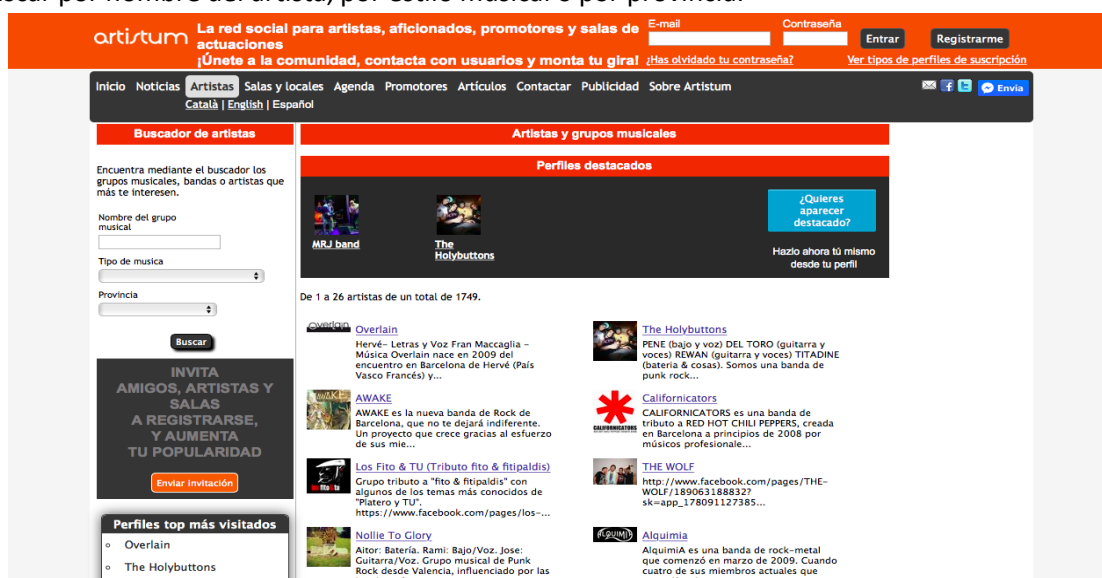 buscar por nombre del artista, por estilo musical o por provincia.
artistum
La red social para artistas, aficionados, promotores y salas de
actuaciones
¡Únete a la comunidad, contacta con usuarios y monta tu gira!
E-mail
Contraseña
Entrar
Registrarme
¿Has olvidado tu contraseña?
Ver tipos de perfiles de suscripción
Inicio Noticias Artistas Salas y locales Agenda Promotores Artículos Contactar Publicidad Sobre Artistum
Envía
Català | English | Español
Buscador de artistas
Encuentra mediante el buscador los
grupos musicales, bandas o artistas que
más te interesen.
Nombre del grupo
musical
Tipo de musica
Provincia
Buscar
INVITA
AMIGOS, ARTISTAS Y
SALAS
A REGISTRARSE,
Y AUMENTA
TU POPULARIDAD
Enviar Invitación
Perfiles top más visitados
Overlain
The Holybuttons
Artistas y grupos musicales
Perfiles destacados
MRJ band
The
Holybuttons
¿Quieres
aparecer
destacado?
Hazlo ahora tú mismo
desde tu perfil
De 1 a 26 artistas de un total de 1749.
overlain
Overlain
Hervé- Letras y Voz Fran Maccaglia -
Música Overlain nace en 2009 del
encuentro en Barcelona de Hervé (País
Vasco Francés) y...
The Holybuttons
PENE (bajo y voz) DEL TORO (guitarra y
voces) REWAN (guitarra y voces) TITADINE
(bateria & cosas). Somos una banda de
punk rock...
AWAKE
AWAKE es la nueva banda de Rock de
Barcelona, que no te dejará indiferente.
Un proyecto que crece gracias al esfuerzo
de sus mie...
CALIFORNICATORS
Californicators
CALIFORNICATORS es una banda de
tributo a RED HOT CHILI PEPPERS, creada
en Barcelona a principios de 2008 por
músicos profesionale...
Los Fito & TU (Tributo fito & fitipaldis)
Grupo tributo a "fito & fitipaldis" con
algunos de los temas más conocidos de
"Platero y TU".
https://www.facebook.com/pages/los-...
THE WOLF
http://www.facebook.com/pages/THE-
WOLF/189063188832?
sk=app_178091127385...
Nollie To Glory
Aitor: Batería. Rami: Bajo/Voz. Jose:
Guitarra/Voz. Grupo musical de Punk
Rock desde Valencia, influenciado por las
ALQUIMIA
Alquimia
AlquimiA es una banda de rock-metal
que comenzó en marzo de 2009. Cuando
cuatro de sus miembros actuales que